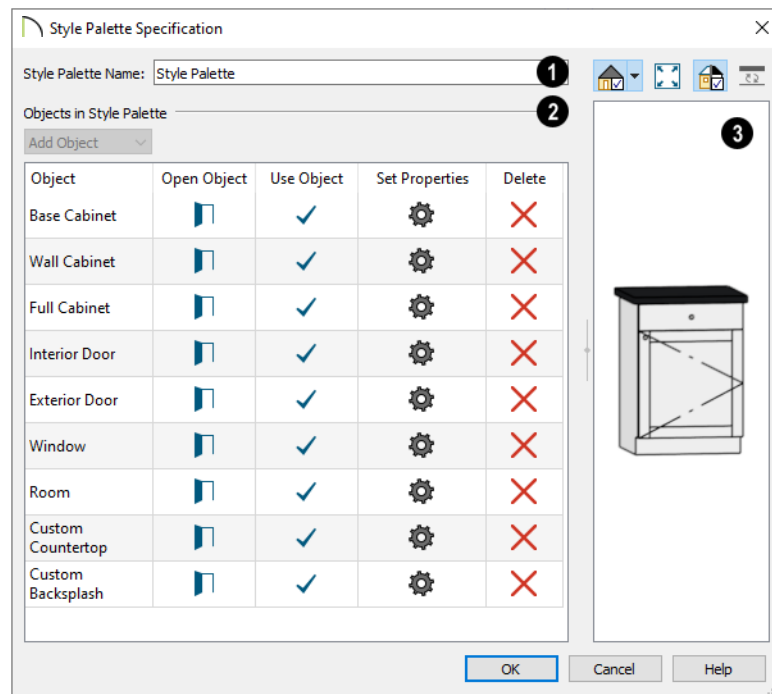 Style Palette Specification
Style Palette Name: Style Palette 1
Objects in Style Palette 2
Add Object
3
Object Open Object Use Object Set Properties Delete
Base Cabinet
Wall Cabinet
Full Cabinet
Interior Door
Exterior Door
Window
Room
Custom
Countertop
Custom
Backsplash
OK Cancel Help